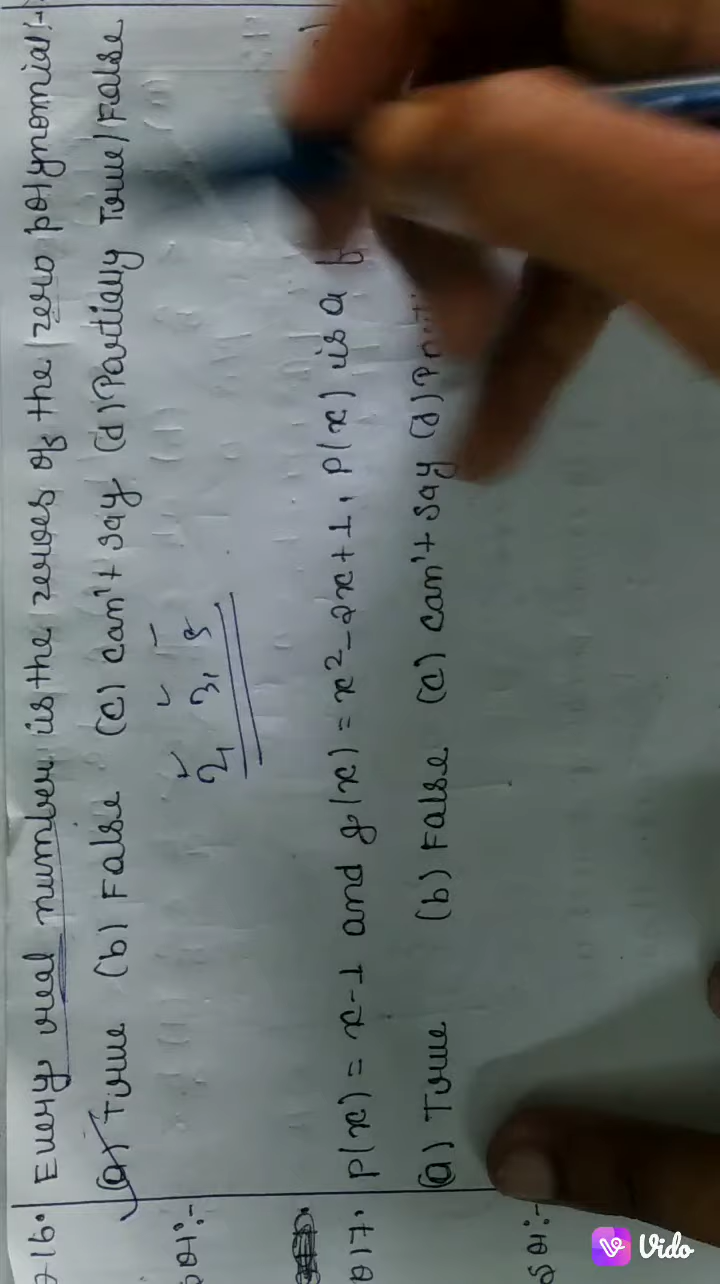 Q16. Every real number is the zeroes of the zero polynomial:-
(a) True (b) False (c) can't say (d) Partially True/False
Sol:-
2, 3, 5
Q17. P(x) = x-1 and g(x) = x²-2x+1, P(x) is a
(a) True (b) False (c) can't say (d)
Sol:-
Vido